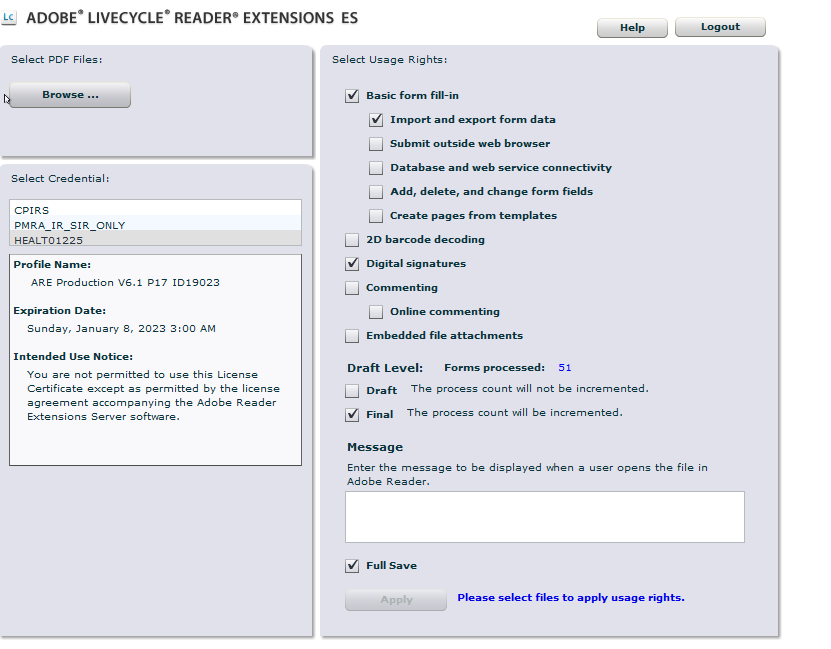 Lc ADOBE® LIVECYCLE® READER® EXTENSIONS ES
Help
Logout
Select PDF Files:
Browse ...
Select Credential:
CPIRS
PMRA_IR_SIR_ONLY
HEALT01225
Profile Name:
ARE Production V6.1 P17 ID19023
Expiration Date:
Sunday, January 8, 2023 3:00 AM
Intended Use Notice:
You are not permitted to use this License
Certificate except as permitted by the license
agreement accompanying the Adobe Reader
Extensions Server software.
Select Usage Rights:
Basic form fill-in
Import and export form data
Submit outside web browser
Database and web service connectivity
Add, delete, and change form fields
Create pages from templates
2D barcode decoding
Digital signatures
Commenting
Online commenting
Embedded file attachments
Draft Level: Forms processed: 51
Draft The process count will not be incremented.
Final The process count will be incremented.
Message
Enter the message to be displayed when a user opens the file in
Adobe Reader.
Full Save
Apply Please select files to apply usage rights.